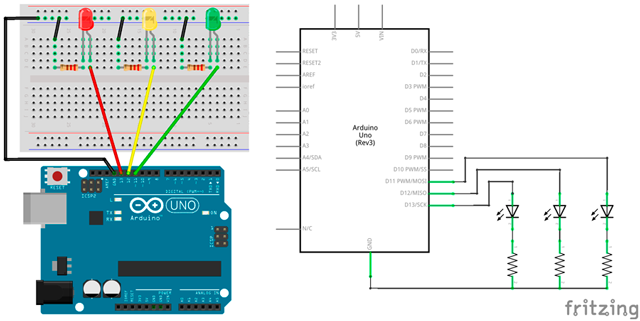 RESET
ICSP2
L
TX
RX
Arduino
UNO
ON
ICSP
DIGITAL (PWM~)
POWER
ANALOG IN
3V3
5V
VIN
RESET
RESET2
AREF
ioref
A0
A1
A2
A3
A4/SDA
A5/SCL
N/C
Arduino
Uno
(Rev3)
D0/RX
D1/TX
D2
D3 PWM
D4
D5 PWM
D6 PWM
D7
D8
D9 PWM
D10 PWM/SS
D11 PWM/MOSI
D12/MISO
D13/SCK
GND
fritzing